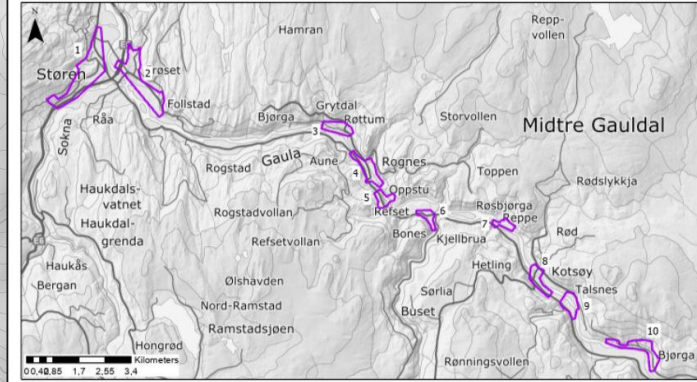 N
Hamran
Repp-
vollen
1
Støren
2
røset
Follstad
Råa
Sokna
Grytdal
Bjørga
Røttum
3
Storvollen
Midtre Gauldal
Gaula
Aune
Rognes
4
Rogstad
Toppen
Rødslykkja
Oppstu
5
Haukdals-
vatnet
Haukdal-
grenda
Rogstadvollan
Refset
6
Røsbjørga
Reppe
7
Refsetvollan
Bones
Kjellbrua
Rød
Haukås
Bergan
Hetling
8
Kotsøy
Ølshavden
Sørlia
Talsnes
9
Nord-Ramstad
Buset
Ramstadsjøen
10
Hongrød
Rønningsvollen
Bjørga
Kilometers
0 0,42 0,85 1,7 2,55 3,4